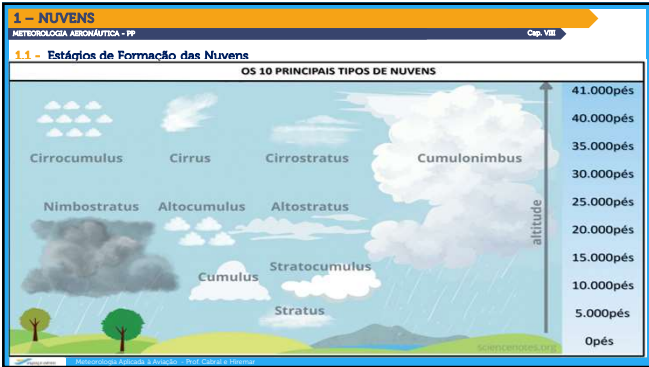 1 – NUVENS
METEOROLOGIA AERONÁUTICA - PP
Cap. VIII
1.1 - Estágios de Formação das Nuvens
OS 10 PRINCIPAIS TIPOS DE NUVENS
41.000pés
40.000pés
35.000pés
Cirrocumulus Cirrus Cirrostratus Cumulonimbus
30.000pés
Nimbostratus Altocumulus Altostratus
25.000pés
altitude
20.000pés
15.000pés
Stratocumulus
Cumulus
10.000pés
Stratus
5.000pés
0pés
sciencenotes.org
Meteorologia Aplicada à Aviação - Prof. Cabral e Hiremar